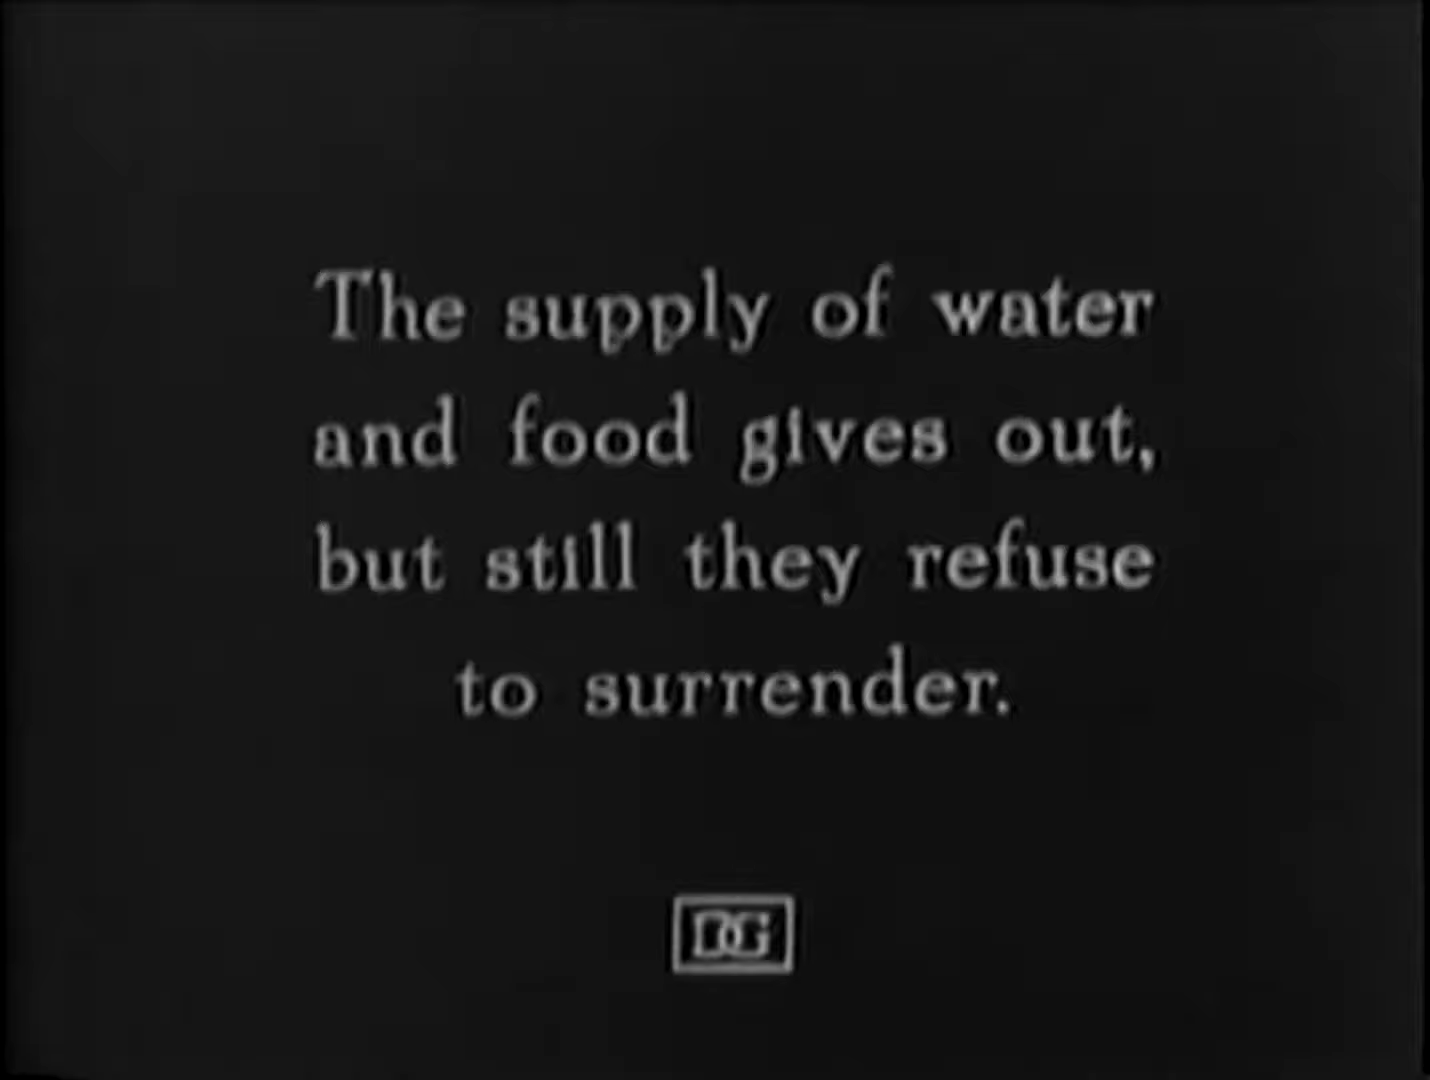 The supply of water
and food gives out,
but still they refuse
to surrender.
DG